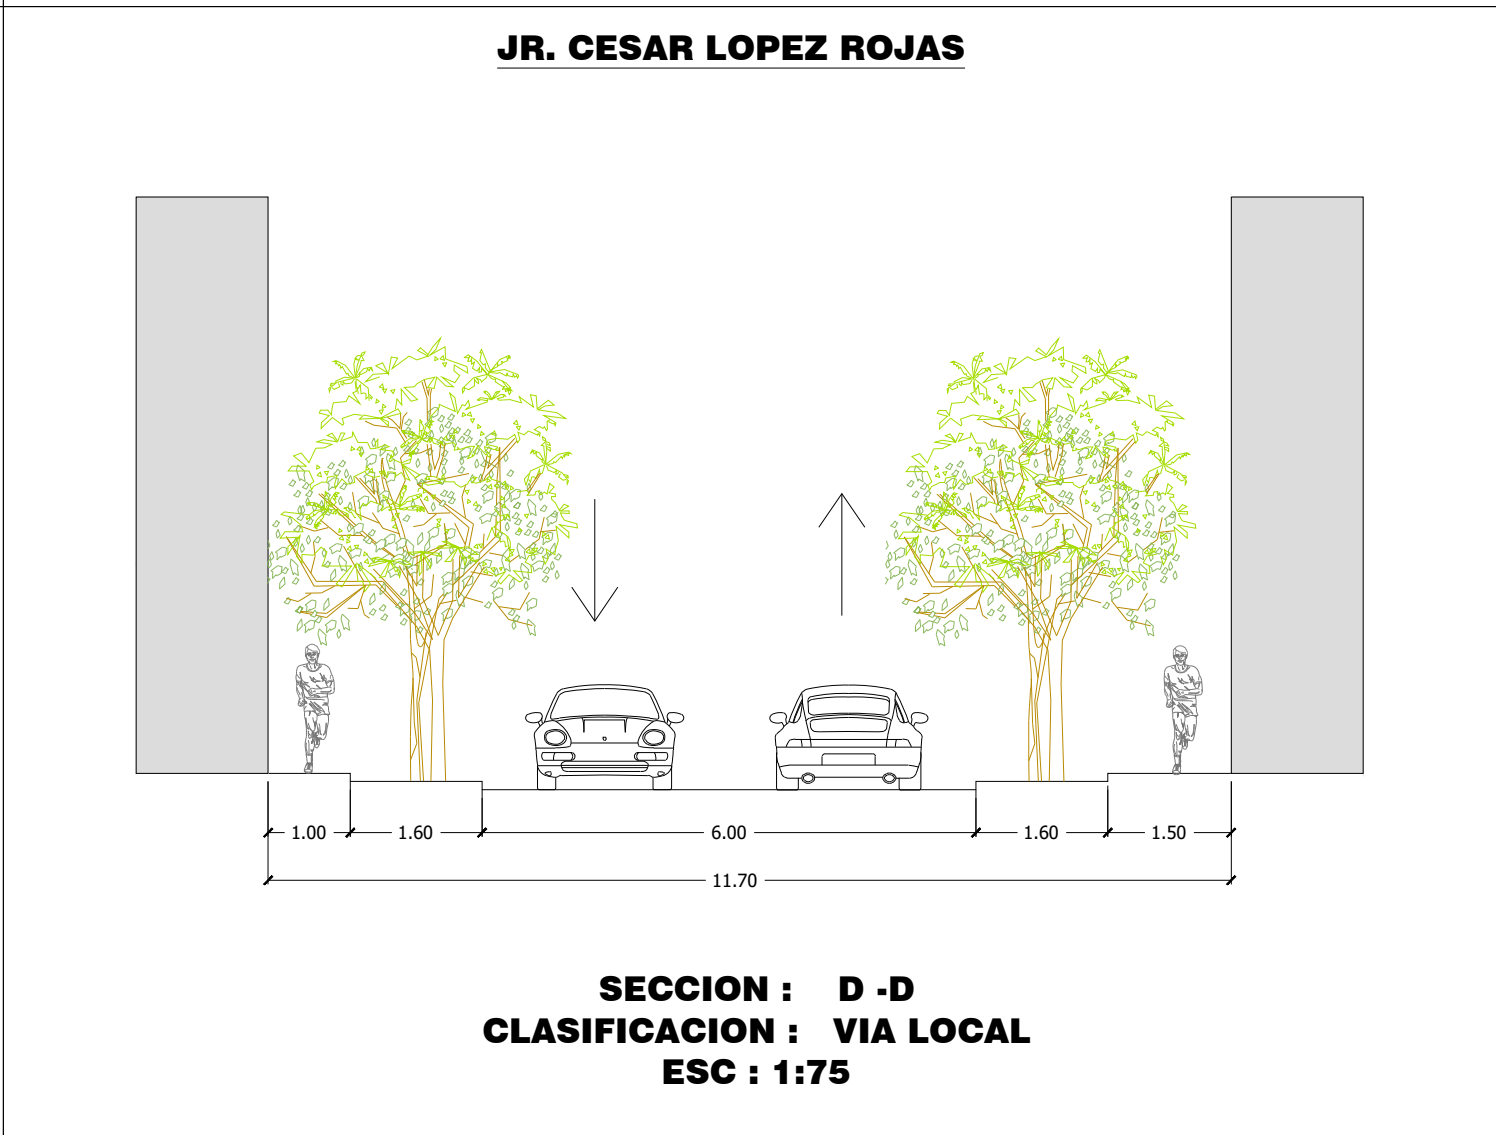 JR. CESAR LOPEZ ROJAS
1.00 1.60 6.00 1.60 1.50
11.70
SECCION : D -D
CLASIFICACION : VIA LOCAL
ESC : 1:75